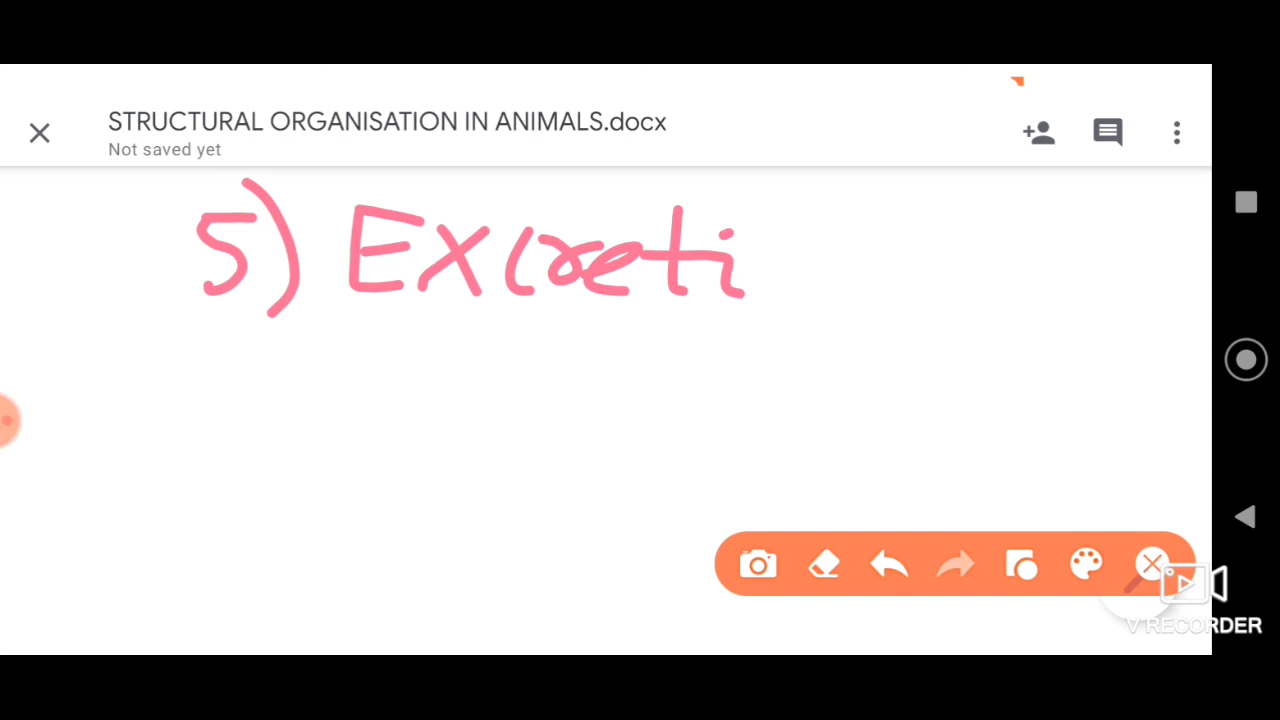 STRUCTURAL ORGANISATION IN ANIMALS.docx
Not saved yet
5) Excreti
V RECORDER